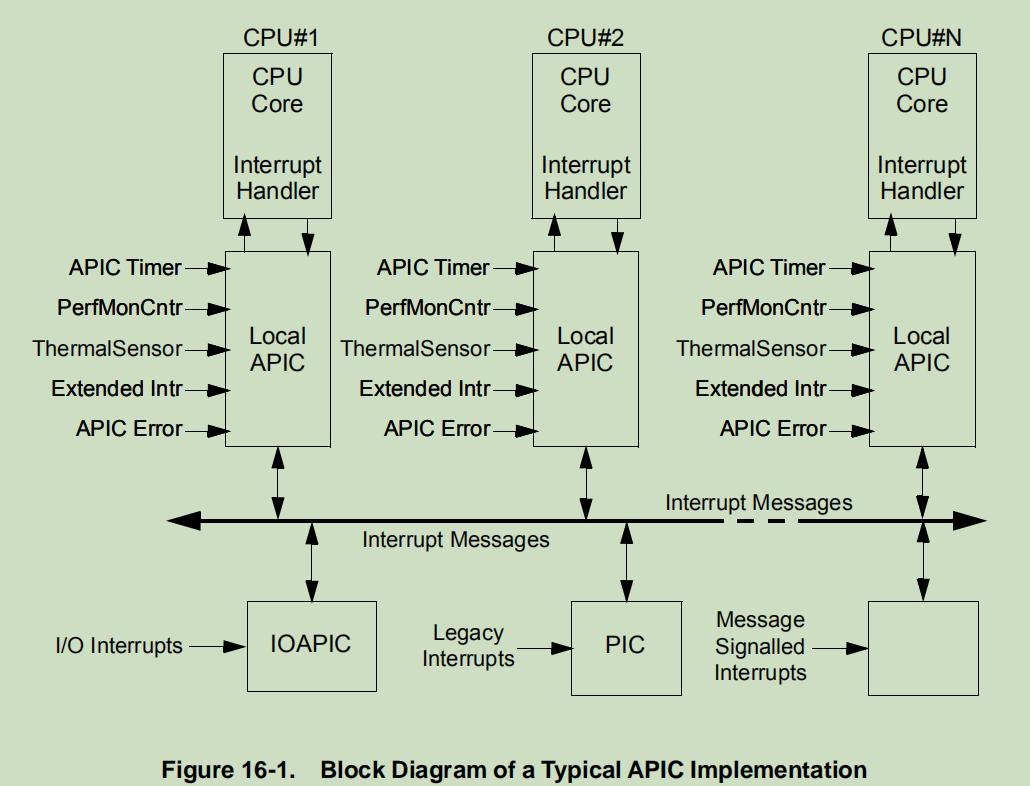 CPU#1
CPU#2
CPU#N
CPU
Core
CPU
Core
CPU
Core
Interrupt
Handler
Interrupt
Handler
Interrupt
Handler
APIC Timer
PerfMonCntr
ThermalSensor
Extended Intr
APIC Error
Local
APIC
APIC Timer
PerfMonCntr
ThermalSensor
Extended Intr
APIC Error
Local
APIC
APIC Timer
PerfMonCntr
ThermalSensor
Extended Intr
APIC Error
Local
APIC
Interrupt Messages
Interrupt Messages
I/O Interrupts
IOAPIC
Legacy
Interrupts
PIC
Message
Signalled
Interrupts
Figure 16-1. Block Diagram of a Typical APIC Implementation